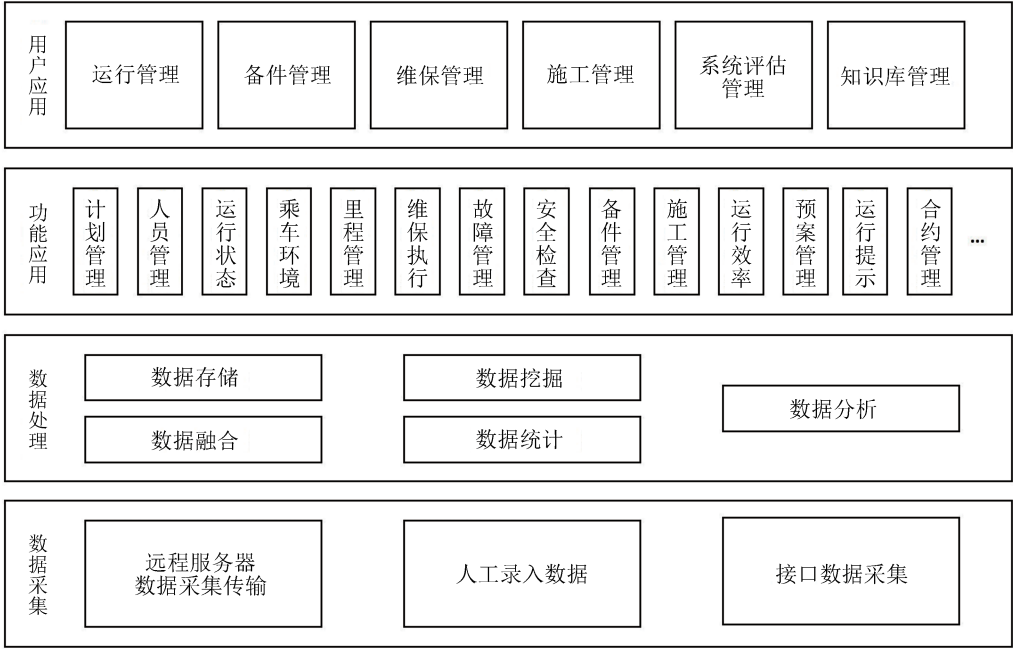 用户应用
运行管理
备件管理
维保管理
施工管理
系统评估
管理
知识库管理
功能应用
计划管理
人员管理
运行状态
乘车环境
里程管理
维保执行
故障管理
安全检查
备件管理
施工管理
运行效率
预案管理
运行提示
合约管理
...
数据处理
数据存储
数据挖掘
数据分析
数据融合
数据统计
数据采集
远程服务器
数据采集传输
人工录入数据
接口数据采集